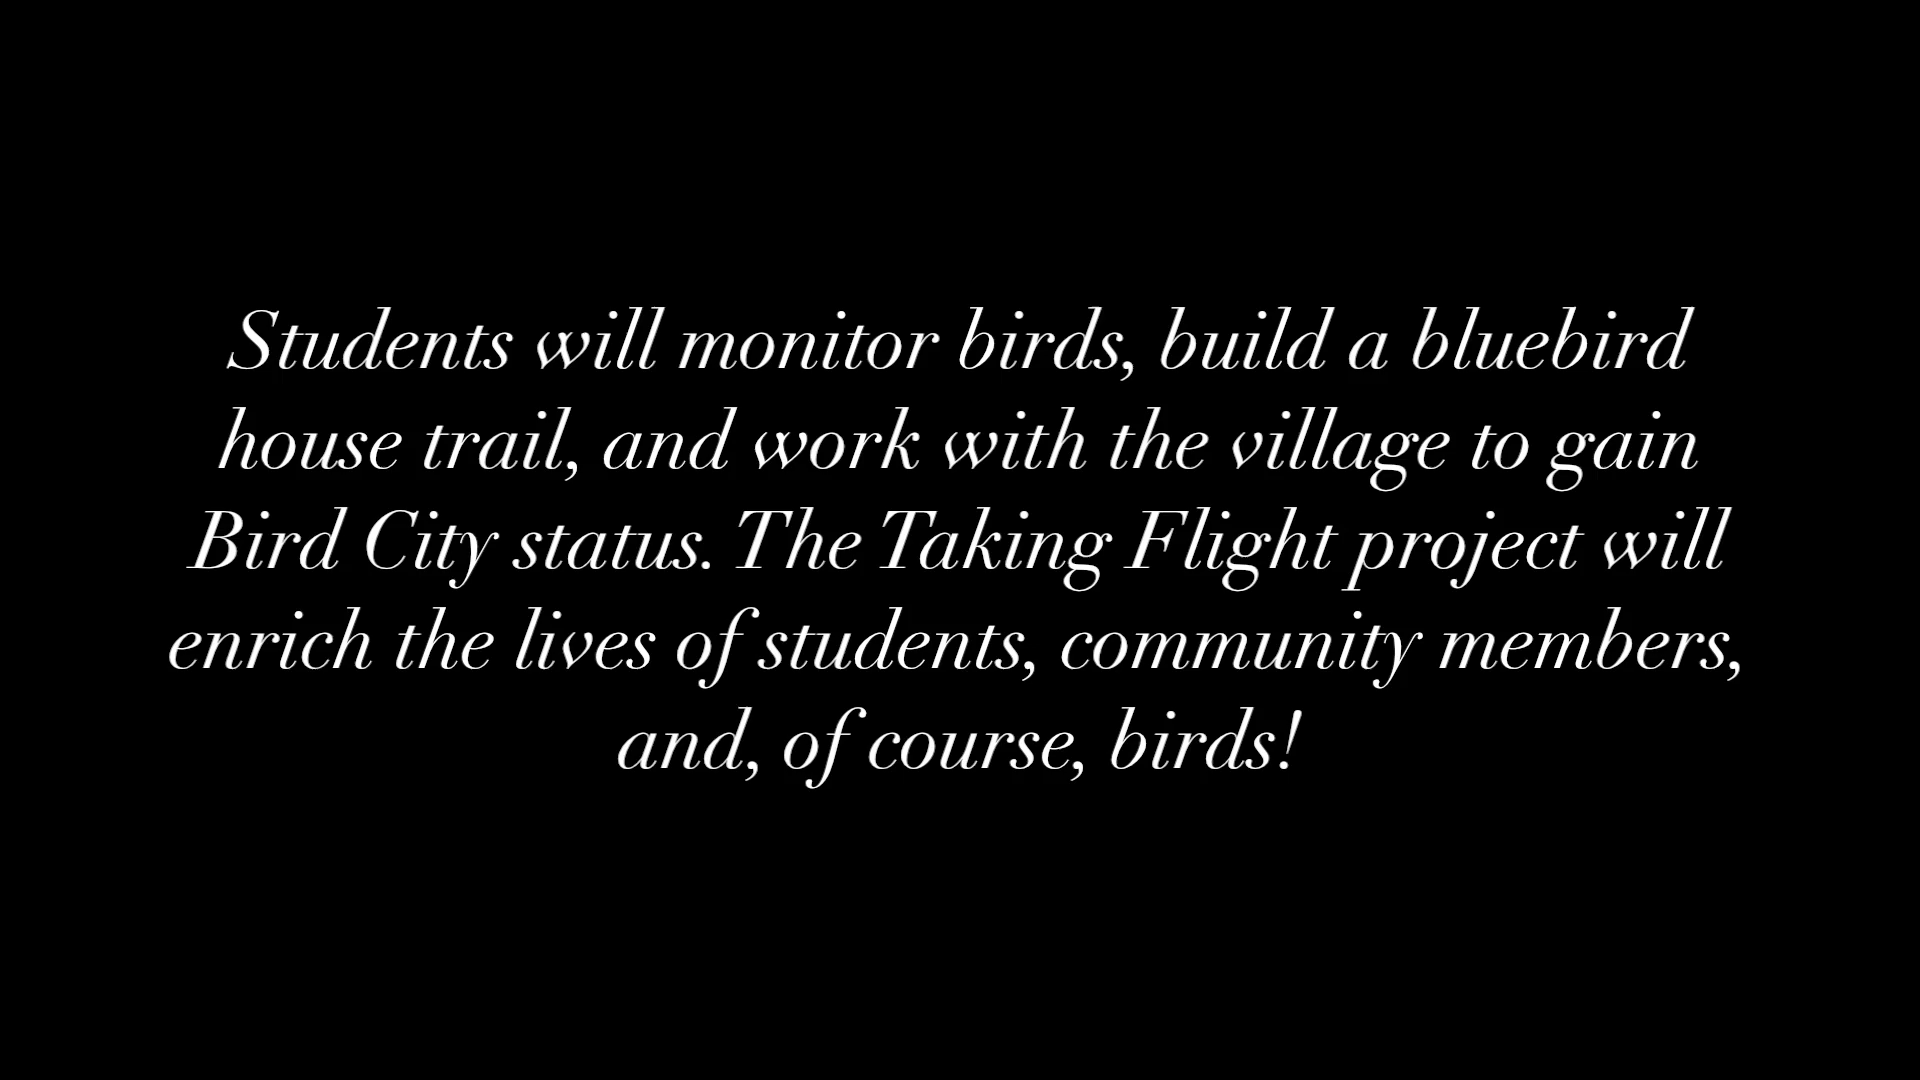 Students will monitor birds, build a bluebird
house trail, and work with the village to gain
Bird City status. The Taking Flight project will
enrich the lives of students, community members,
and, of course, birds!